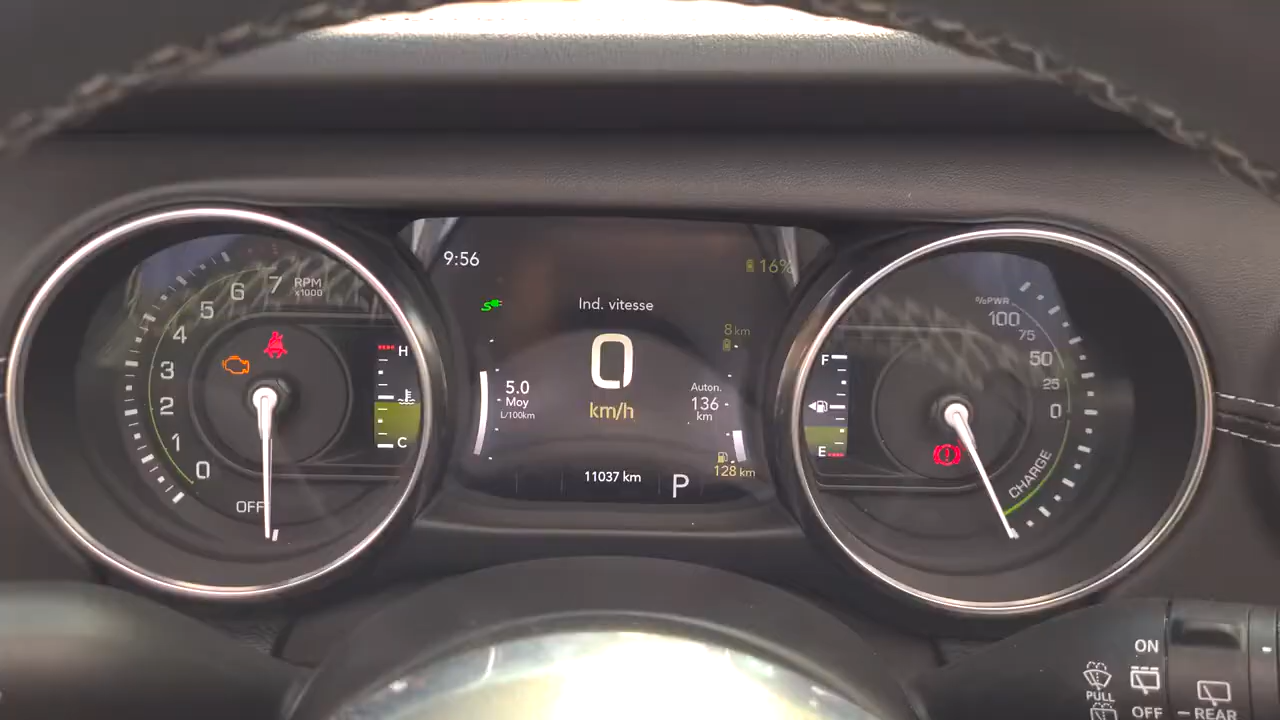 9:56
16%
Ind. vitesse
8 km
0
km/h
5.0
Moy
L/100km
Auton.
136
km
128 km
11037 km
P
7
6
5
4
3
2
1
0
OFF
RPM
x1000
H
C
%PWR
100
75
50
25
0
CHARGE
F
E
ON
PULL
OFF
REAR